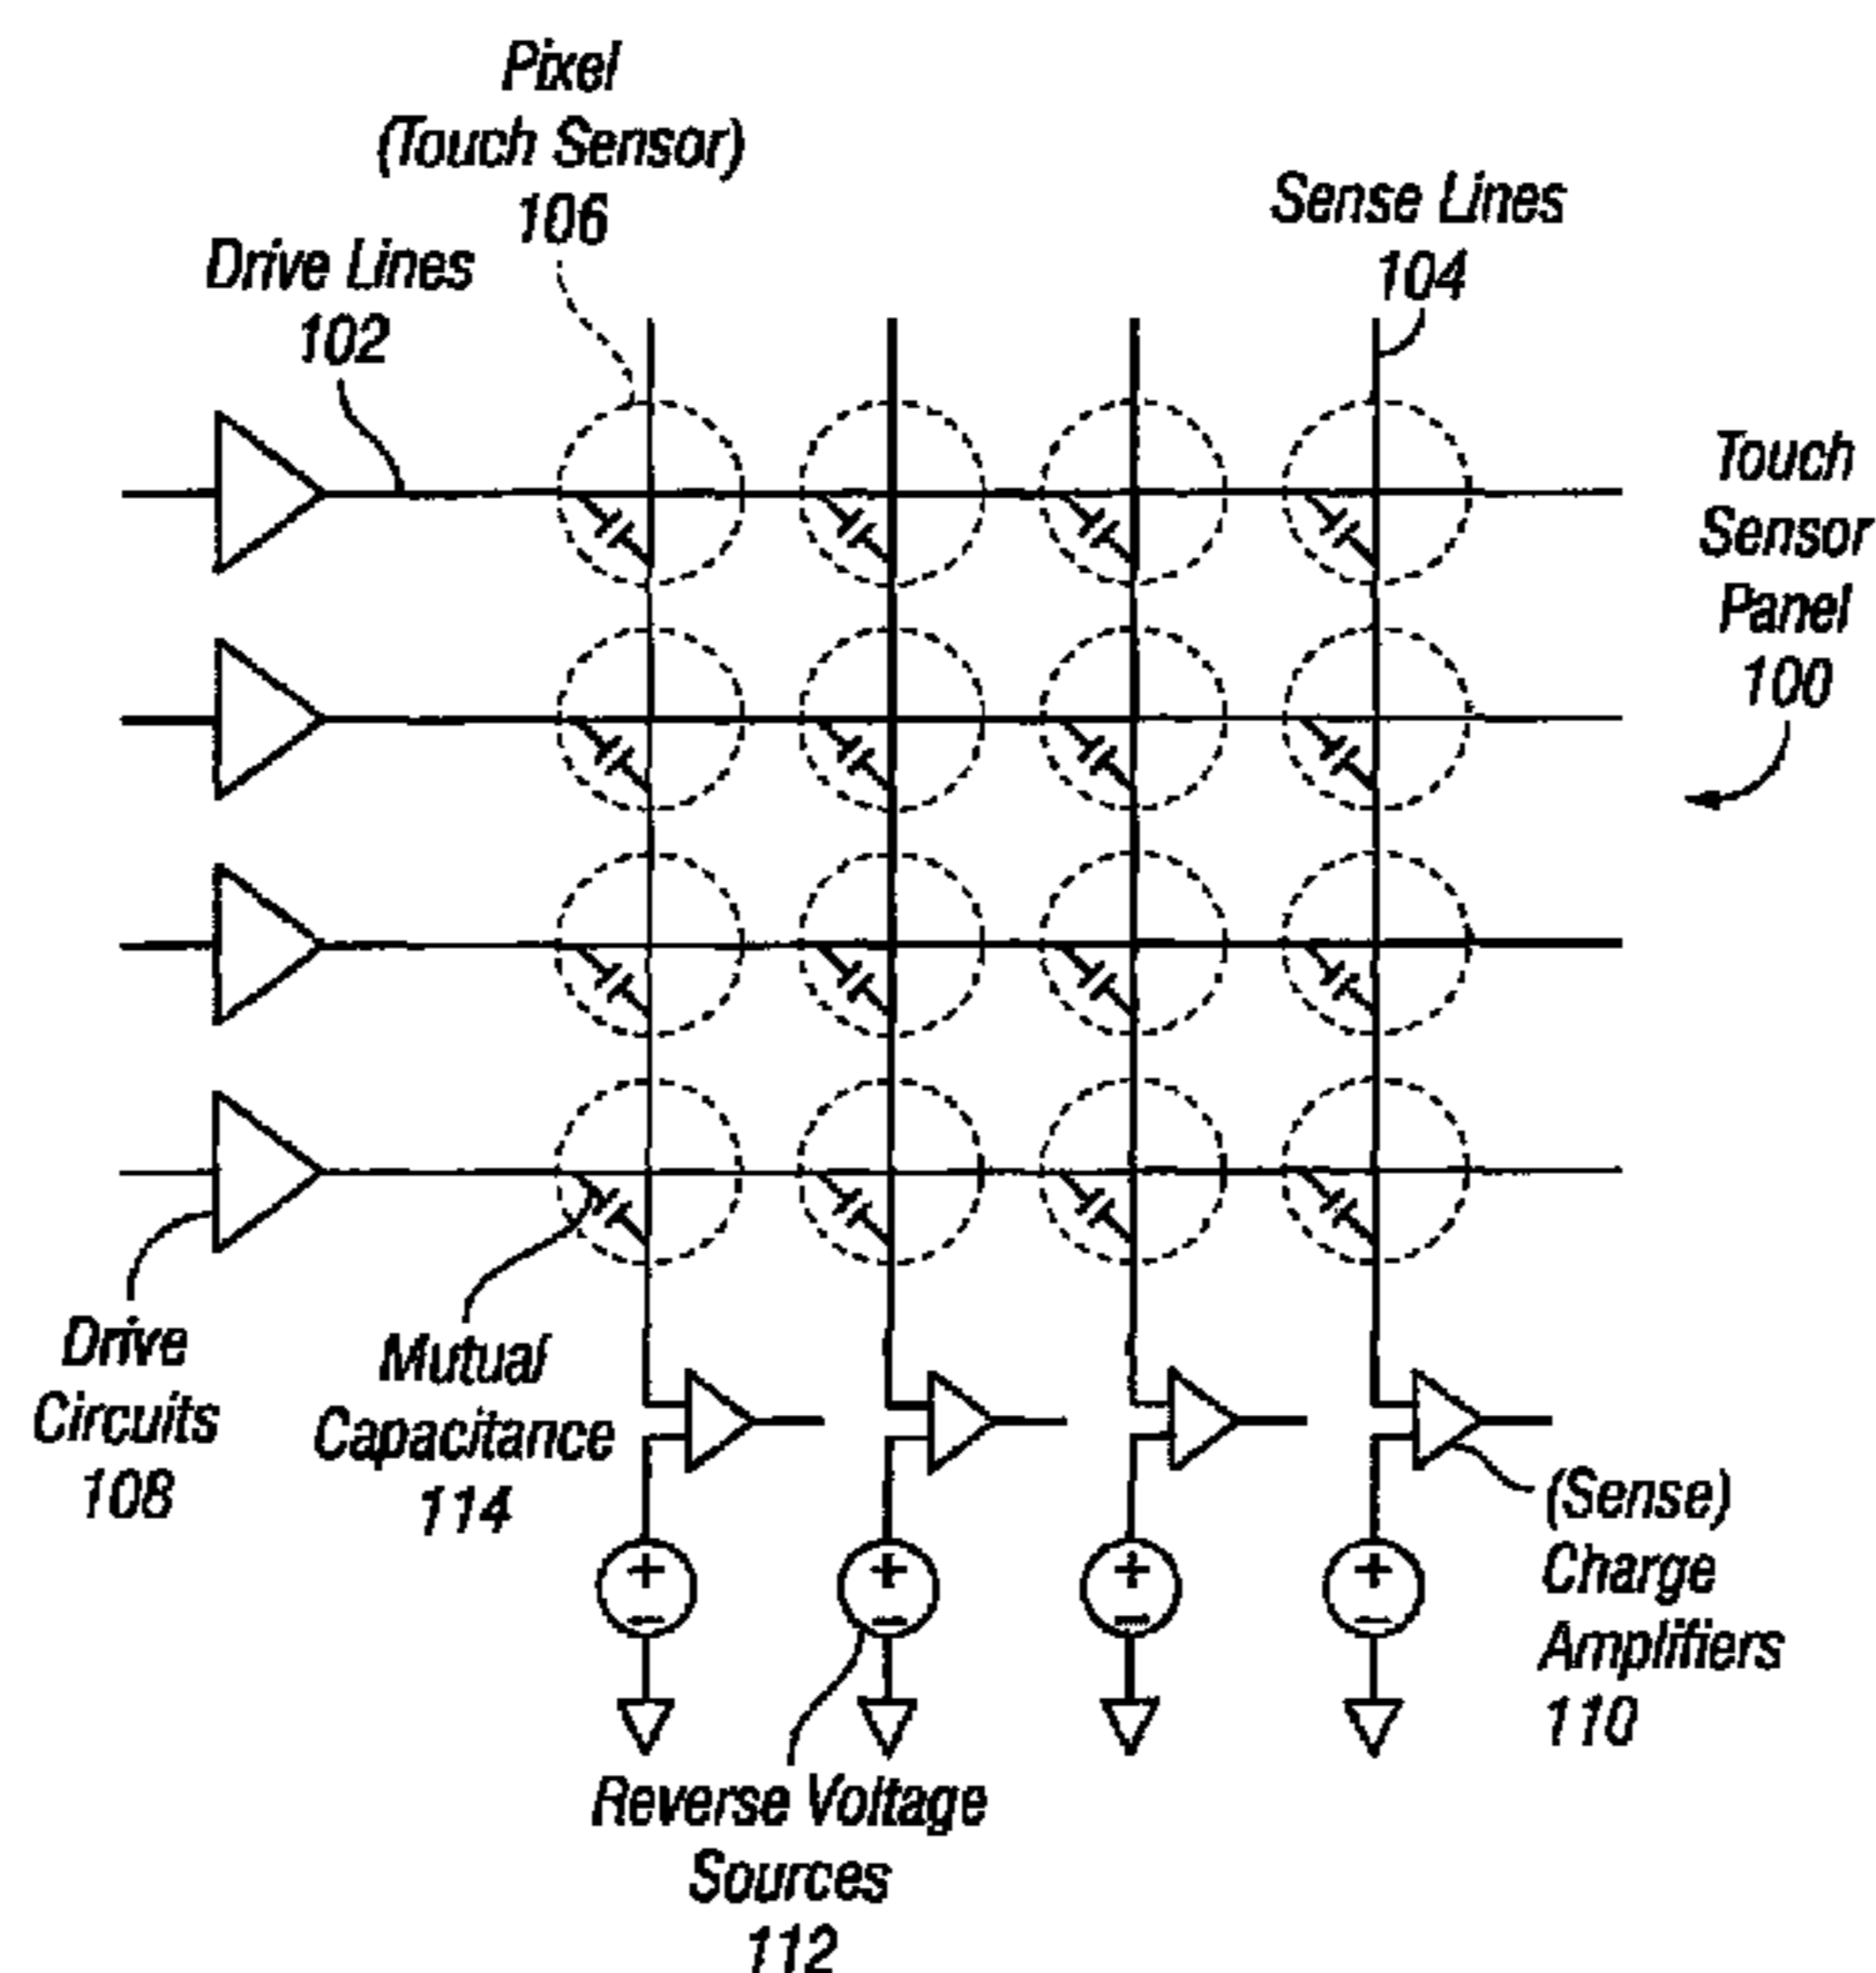 Pixel
(Touch Sensor)
106
Sense Lines
104
Drive Lines
102
Touch
Sensor
Panel
100
Drive
Circuits
108
Mutual
Capacitance
114
(Sense)
Charge
Amplifiers
110
Reverse Voltage
Sources
112